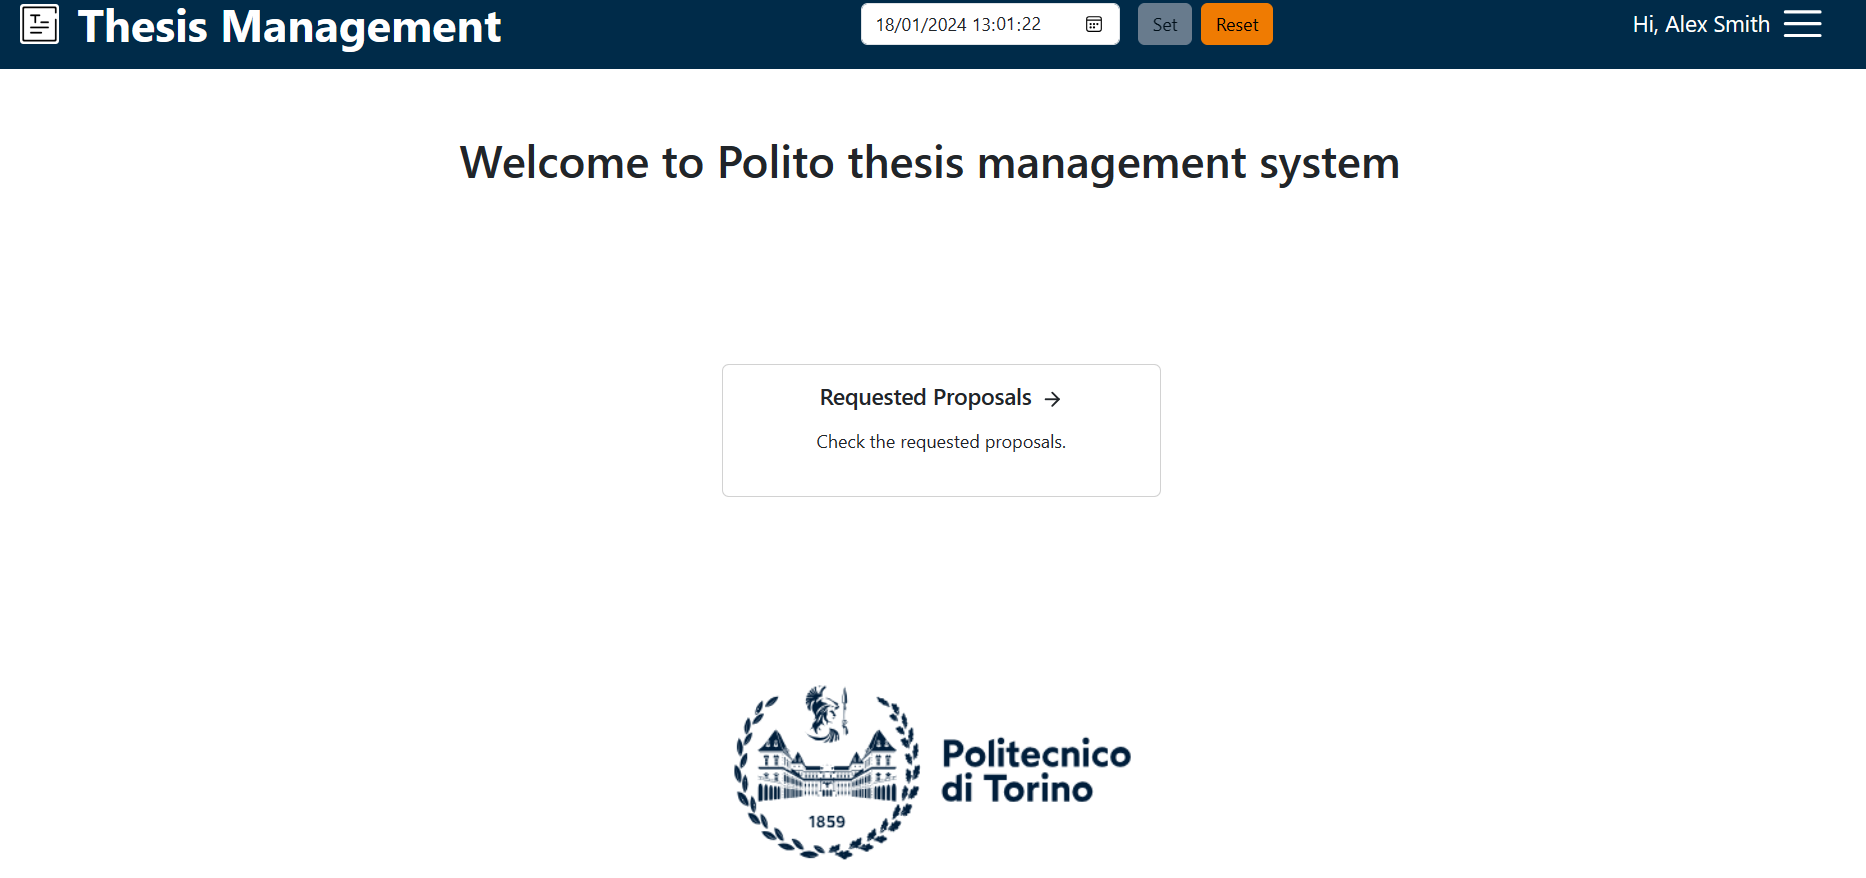 Thesis Management
18/01/2024 13:01:22
Set
Reset
Hi, Alex Smith
Welcome to Polito thesis management system
Requested Proposals →
Check the requested proposals.
1859
Politecnico
di Torino